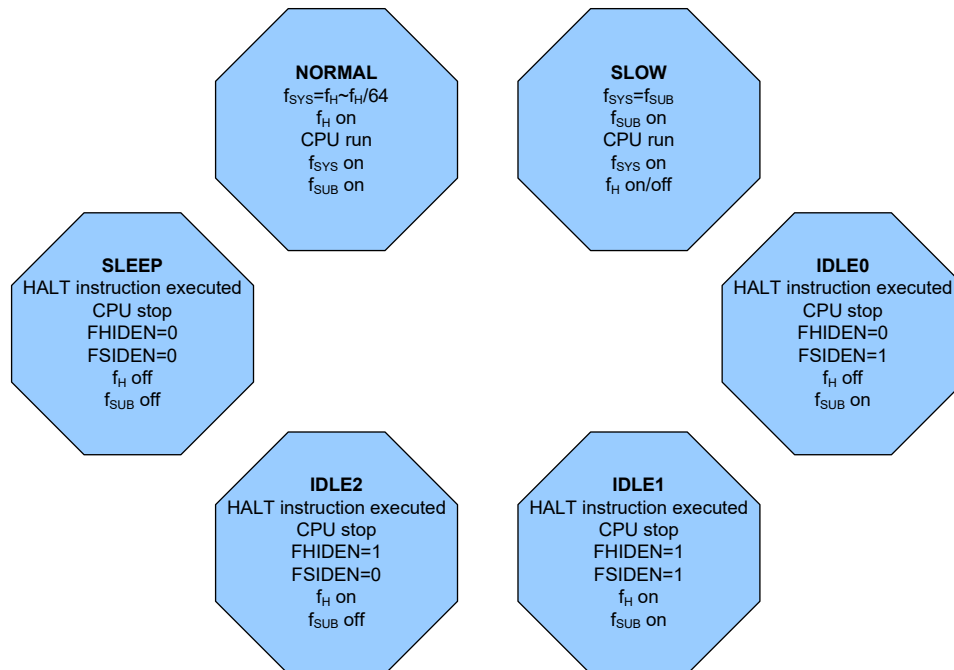 NORMAL
fSYS=fH~fH/64
fH on
CPU run
fSYS on
fSUB on
SLOW
fSYS=fSUB
fSUB on
CPU run
fSYS on
fH on/off
SLEEP
HALT instruction executed
CPU stop
FHIDEN=0
FSIDEN=0
fH off
fSUB off
IDLE0
HALT instruction executed
CPU stop
FHIDEN=0
FSIDEN=1
fH off
fSUB on
IDLE2
HALT instruction executed
CPU stop
FHIDEN=1
FSIDEN=0
fH on
fSUB off
IDLE1
HALT instruction executed
CPU stop
FHIDEN=1
FSIDEN=1
fH on
fSUB on